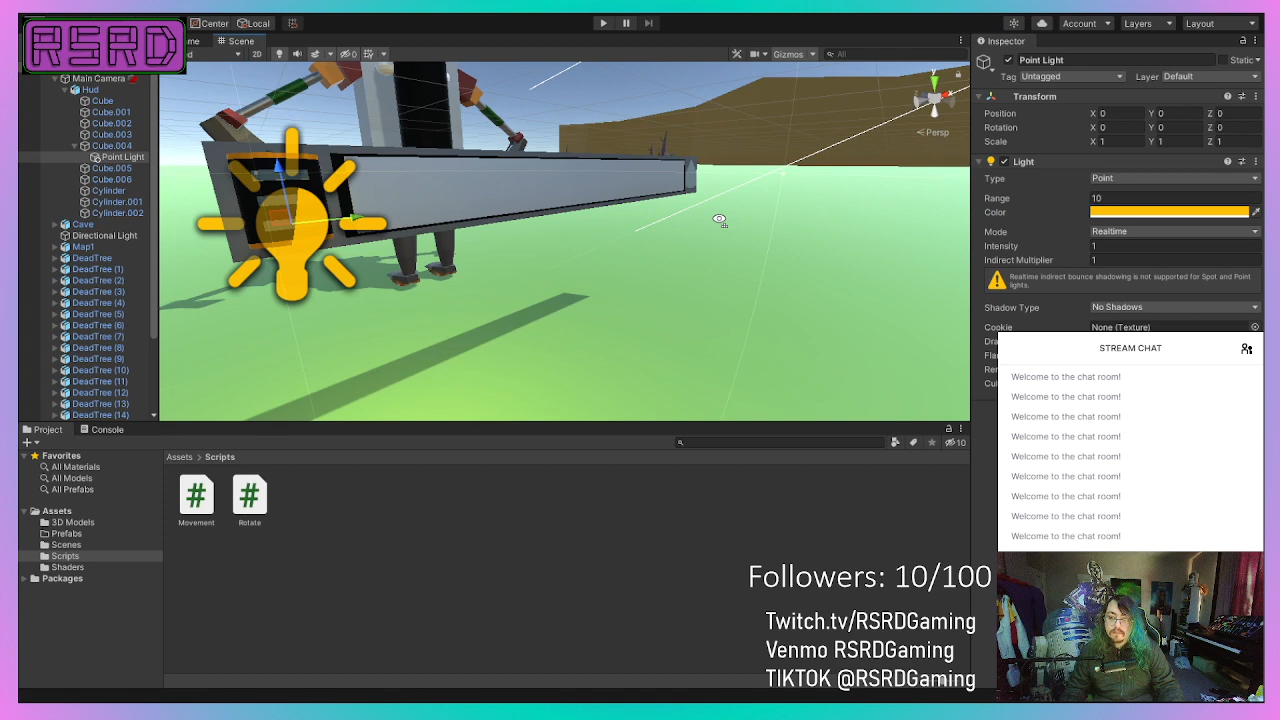 RSRD
Center
Local
Account
Layers
Layout
Scene
2D
0
Gizmos
All
Persp
y
x
Main Camera
Hud
Cube
Cube.001
Cube.002
Cube.003
Cube.004
Point Light
Cube.005
Cube.006
Cylinder
Cylinder.001
Cylinder.002
Cave
Directional Light
Map1
DeadTree
DeadTree (1)
DeadTree (2)
DeadTree (3)
DeadTree (4)
DeadTree (5)
DeadTree (6)
DeadTree (7)
DeadTree (8)
DeadTree (9)
DeadTree (10)
DeadTree (11)
DeadTree (12)
DeadTree (13)
DeadTree (14)
Inspector
Point Light
Static
Tag Untagged
Layer Default
Transform
Position X 0 Y 0 Z 0
Rotation X 0 Y 0 Z 0
Scale X 1 Y 1 Z 1
Light
Type Point
Range 10
Color
Mode Realtime
Intensity 1
Indirect Multiplier 1
Realtime indirect bounce shadowing is not supported for Spot and Point
lights.
Shadow Type No Shadows
Cookie None (Texture)
Project
Console
10
Favorites
All Materials
All Models
All Prefabs
Assets
3D Models
Prefabs
Scenes
Scripts
Shaders
Packages
Assets > Scripts
Movement
Rotate
STREAM CHAT
Welcome to the chat room!
Welcome to the chat room!
Welcome to the chat room!
Welcome to the chat room!
Welcome to the chat room!
Welcome to the chat room!
Welcome to the chat room!
Welcome to the chat room!
Welcome to the chat room!
Followers: 10/100
Twitch.tv/RSRDGaming
Venmo RSRDGaming
TIKTOK @RSRDGaming